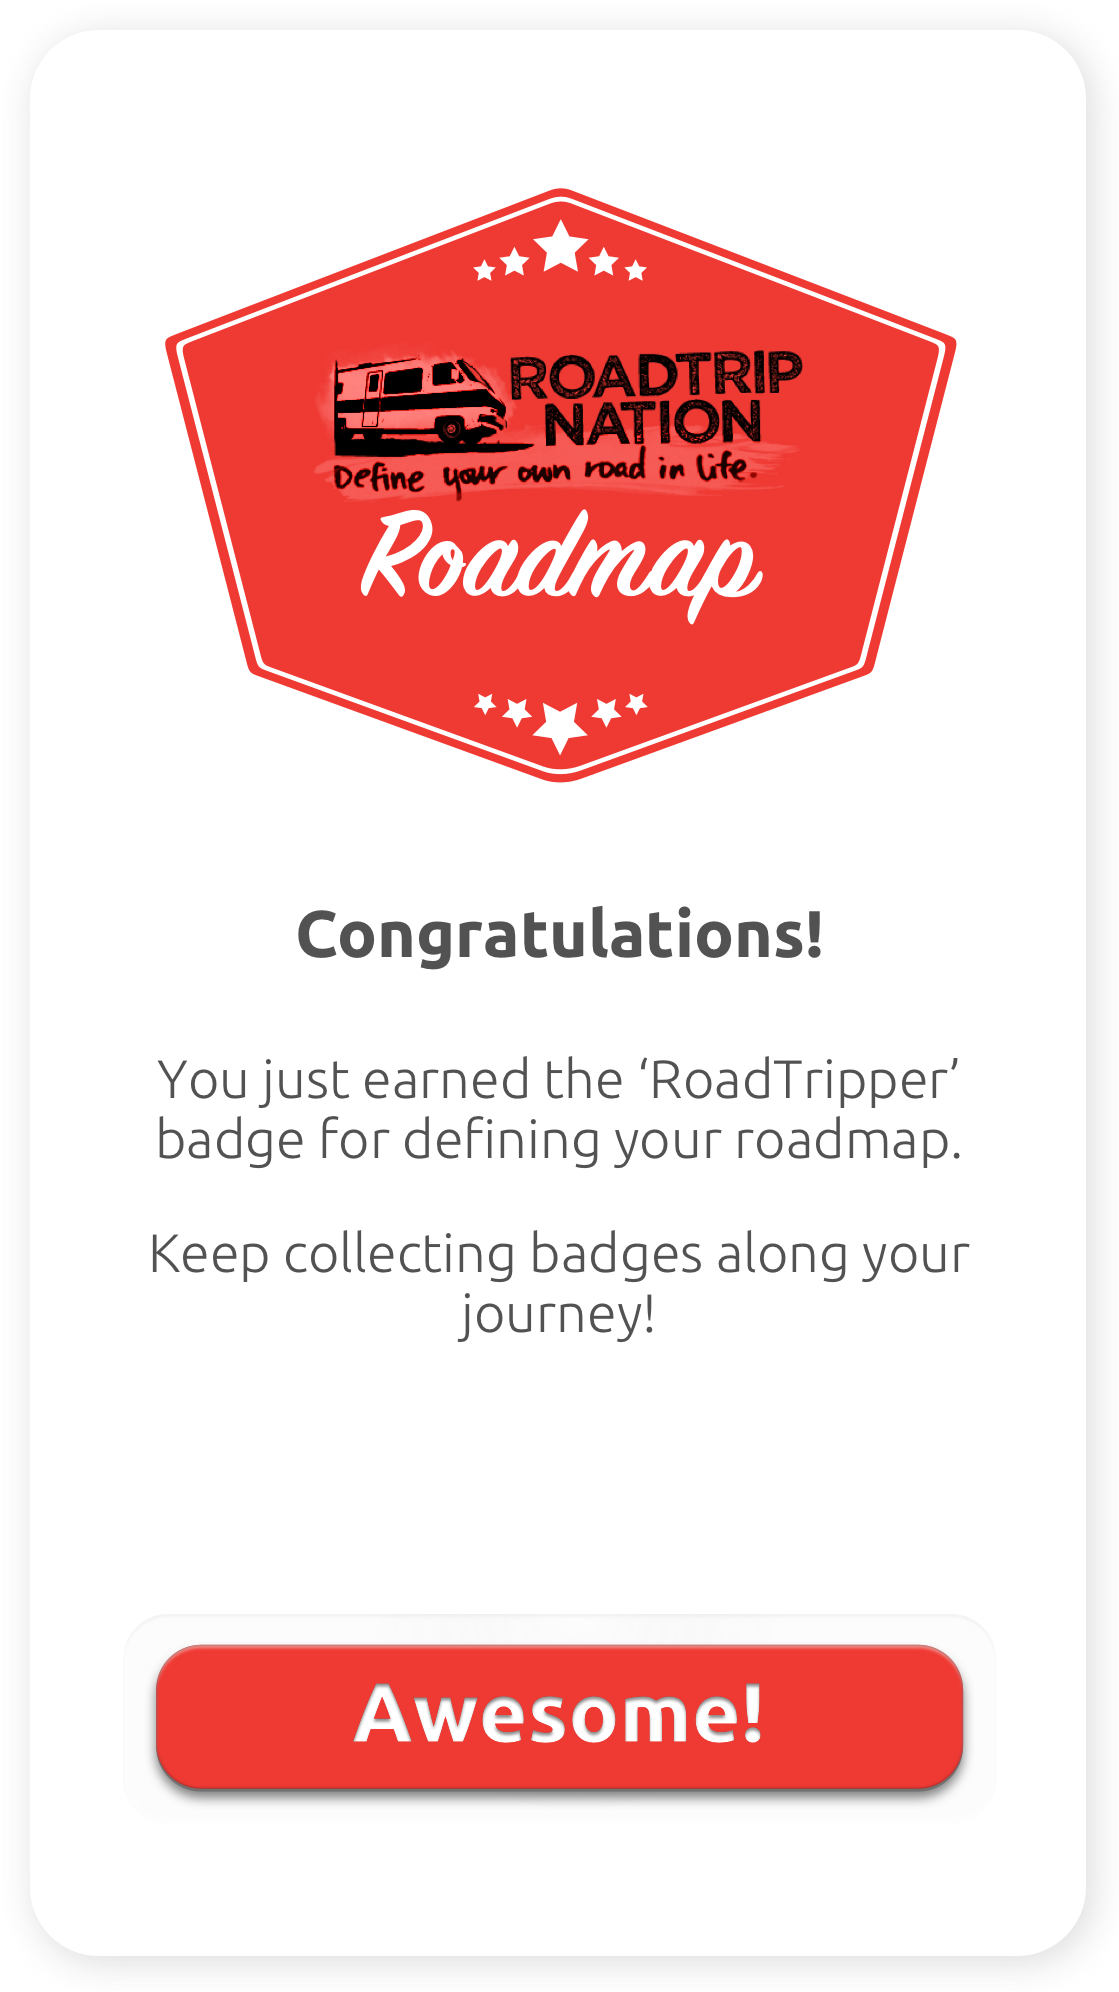 ROADTRIP
NATION
Define your own road in life.
Roadmap
Congratulations!
You just earned the ‘RoadTripper’
badge for defining your roadmap.
Keep collecting badges along your
journey!
Awesome!